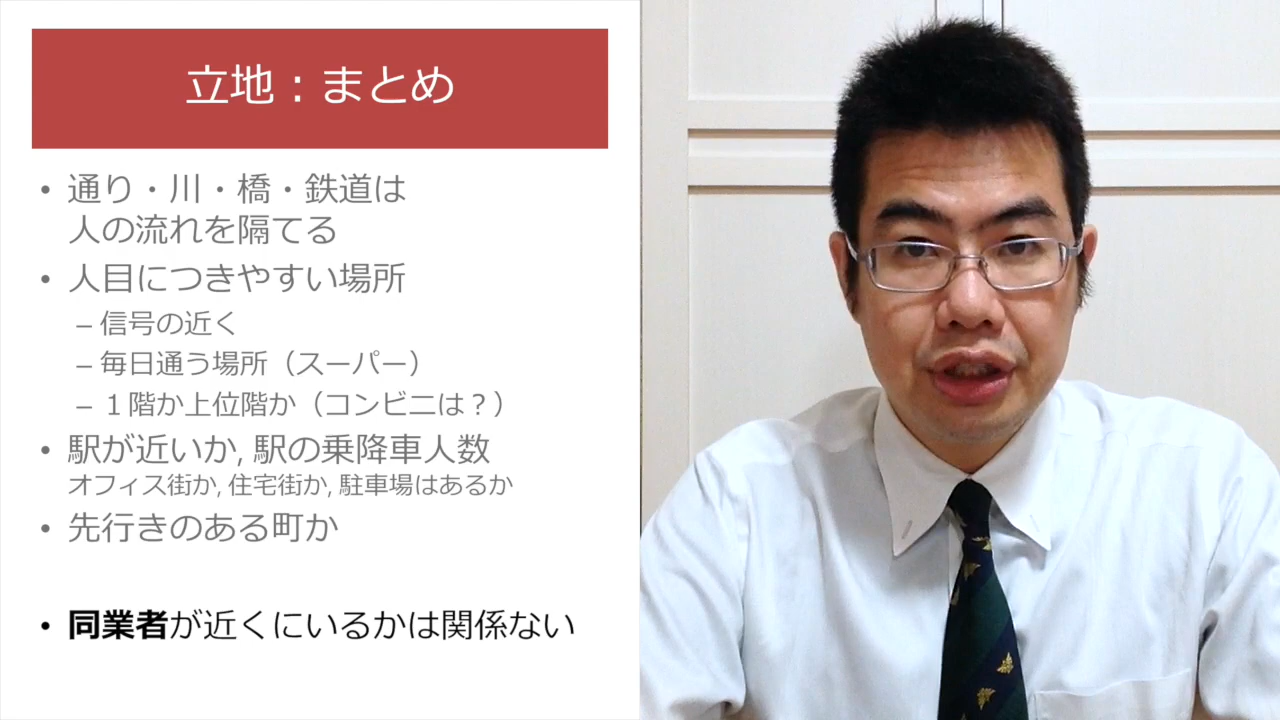 立地：まとめ
• 通り・川・橋・鉄道は
人の流れを隔てる
• 人目につきやすい場所
– 信号の近く
– 毎日通う場所（スーパー）
– １階か上位階か（コンビニは？）
• 駅が近いか, 駅の乗降車人数
オフィス街か, 住宅街か, 駐車場はあるか
• 先行きのある町か
• 同業者が近くにいるかは関係ない